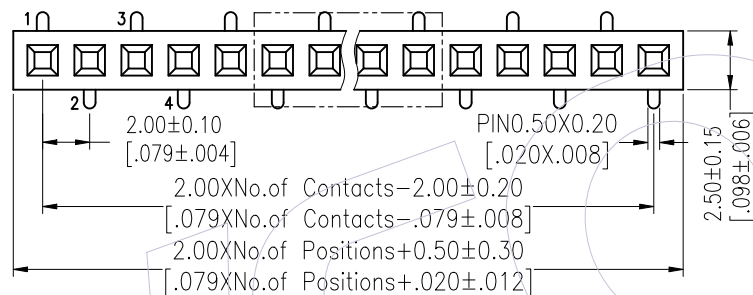 1
3
2
4
2.00±0.10
[.079±.004]
PIN0.50X0.20
[.020X.008]
2.50±0.15
[.098±.006]
2.00XNo.of Contacts-2.00±0.20
[.079XNo.of Contacts-.079±.008]
2.00XNo.of Positions+0.50±0.30
[.079XNo.of Positions+.020±.012]